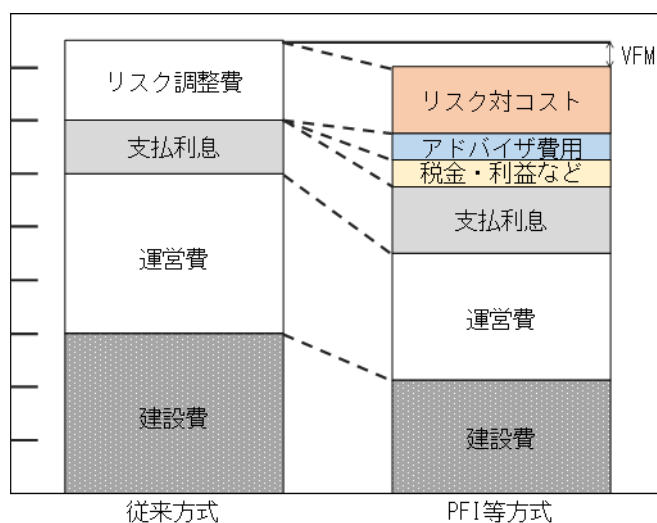 VFM
リスク調整費
支払利息
運営費
建設費
リスク対コスト
アドバイザ費用
税金・利益など
支払利息
運営費
建設費
従来方式
PFI等方式